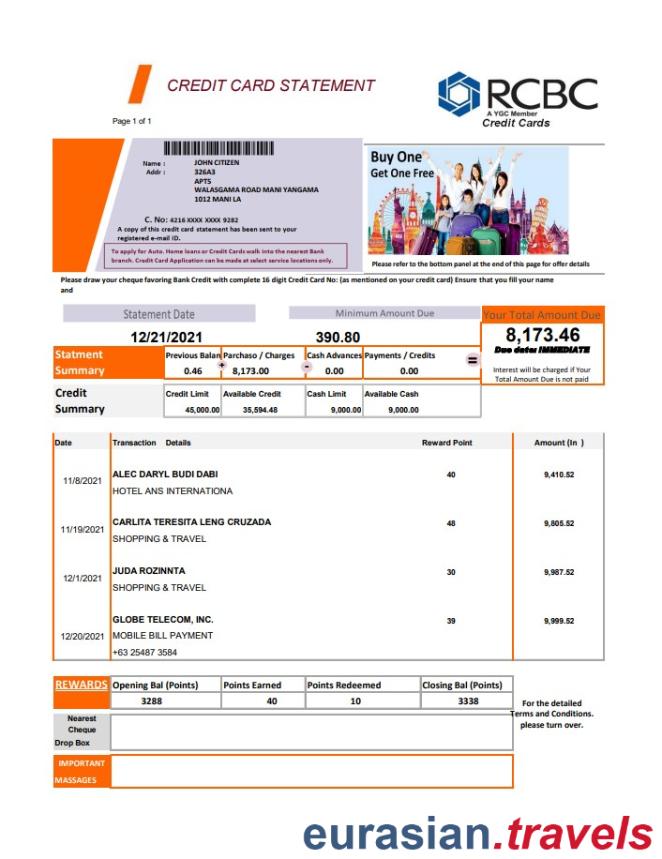 CREDIT CARD STATEMENT
RCBC
A YGC Member
Credit Cards
Page 1 of 1
Name : JOHN CITIZEN
Addr : 326A3
APTS
WALASGAMA ROAD MANI YANGAMA
1012 MANI LA
C. No: 4216 XXXX XXXX 9282
A copy of this credit card statement has been sent to your
registered e-mail ID.
To apply for Auto. Home loans or Credit Cards walk into the nearest Bank
branch. Credit Card Application can be made at select service locations only.
Buy One
Get One Free
Please refer to the bottom panel at the end of this page for offer details
Please draw your cheque favoring Bank Credit with complete 16 digit Credit Card No: (as mentioned on your credit card) Ensure that you fill your name
and
Statement Date Minimum Amount Due Your Total Amount Due
12/21/2021 390.80 8,173.46
Due date: IMMEDIATE
Interest will be charged if Your
Total Amount Due is not paid
Statment Summary
Previous Balan Parchaso / Charges Cash Advances Payments / Credits
0.46 + 8,173.00 - 0.00 0.00 =
Credit Summary
Credit Limit Available Credit Cash Limit Available Cash
45,000.00 35,594.48 9,000.00 9,000.00
Date Transaction Details Reward Point Amount (In )
11/8/2021 ALEC DARYL BUDI DABI 40 9,410.52
HOTEL ANS INTERNATIONA
11/19/2021 CARLITA TERESITA LENG CRUZADA 48 9,805.52
SHOPPING & TRAVEL
12/1/2021 JUDA ROZINNTA 30 9,987.52
SHOPPING & TRAVEL
12/20/2021 GLOBE TELECOM, INC. 39 9,999.52
MOBILE BILL PAYMENT
+63 25487 3584
REWARDS Opening Bal (Points) Points Earned Points Redeemed Closing Bal (Points)
3288 40 10 3338
For the detailed
Terms and Conditions.
please turn over.
Nearest
Cheque
Drop Box
IMPORTANT
MASSAGES
eurasian.travels